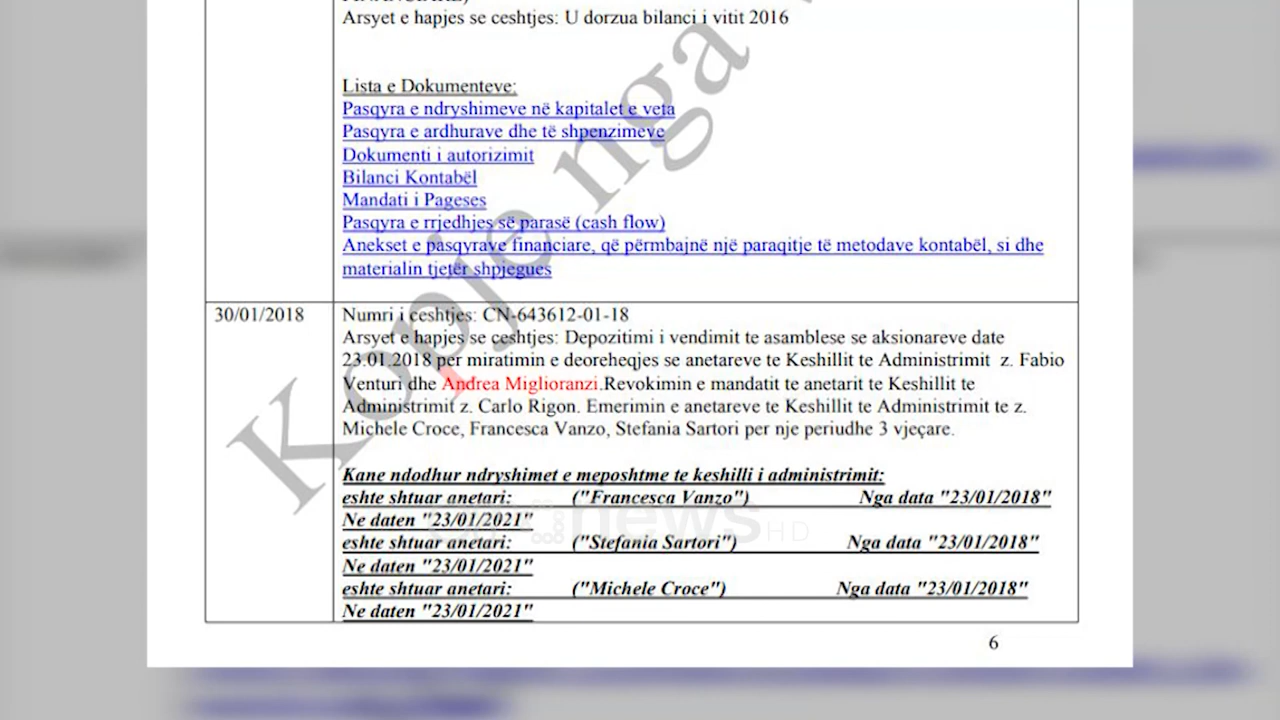 Arsyet e hapjes se ceshtjes: U dorzua bilanci i vitit 2016
Lista e Dokumenteve:
Pasqyra e ndryshimeve në kapitalet e veta
Pasqyra e ardhurave dhe të shpenzimeve
Dokumenti i autorizimit
Bilanci Kontabël
Mandati i Pageses
Pasqyra e rrjedhjes së parasë (cash flow)
Anekset e pasqyrave financiare, që përmbajnë një paraqitje të metodave kontabël, si dhe
materialin tjetër shpjegues
30/01/2018
Numri i ceshtjes: CN-643612-01-18
Arsyet e hapjes se ceshtjes: Depozitimi i vendimit te asamblese se aksionareve date
23.01.2018 per miratimin e deoreheqjes se anetareve te Keshillit te Administrimit z. Fabio
Venturi dhe Andrea Miglioranzi.Revokimin e mandatit te anetarit te Keshillit te
Administrimit z. Carlo Rigon. Emerimin e anetareve te Keshillit te Administrimit te z.
Michele Croce, Francesca Vanzo, Stefania Sartori per nje periudhe 3 vjeçare.
Kane ndodhur ndryshimet e meposhtme te keshilli i administrimit:
eshte shtuar anetari: ("Francesca Vanzo") Nga data "23/01/2018"
Ne daten "23/01/2021"
eshte shtuar anetari: ("Stefania Sartori") Nga data "23/01/2018"
Ne daten "23/01/2021"
eshte shtuar anetari: ("Michele Croce") Nga data "23/01/2018"
Ne daten "23/01/2021"
6
Kopje nga
news HD